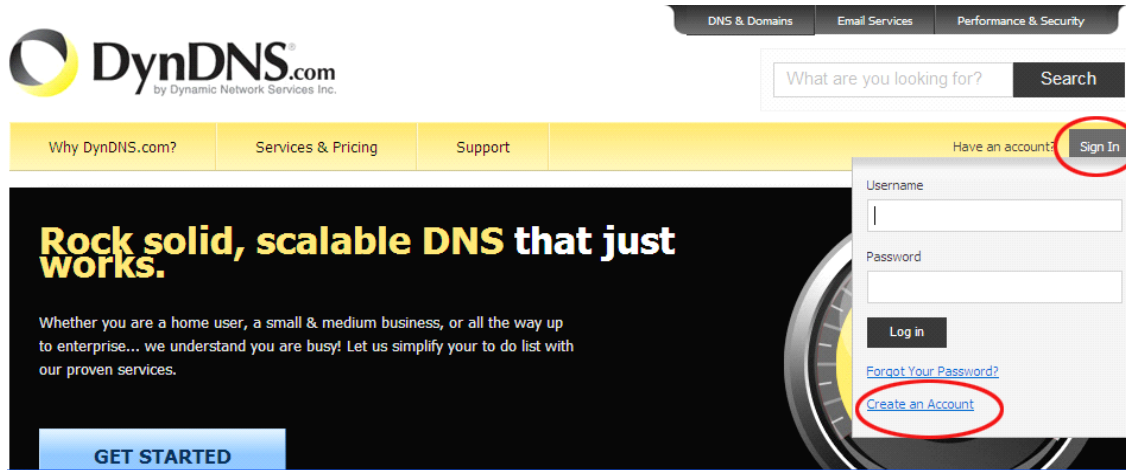 DNS & Domains Email Services Performance & Security
DynDNS.com
by Dynamic Network Services Inc.
What are you looking for? Search
Why DynDNS.com? Services & Pricing Support Have an account? Sign In
Username
Password
Log in
Forgot Your Password?
Create an Account
Rock solid, scalable DNS that just
works.
Whether you are a home user, a small & medium business, or all the way up
to enterprise... we understand you are busy! Let us simplify your to do list with
our proven services.
GET STARTED